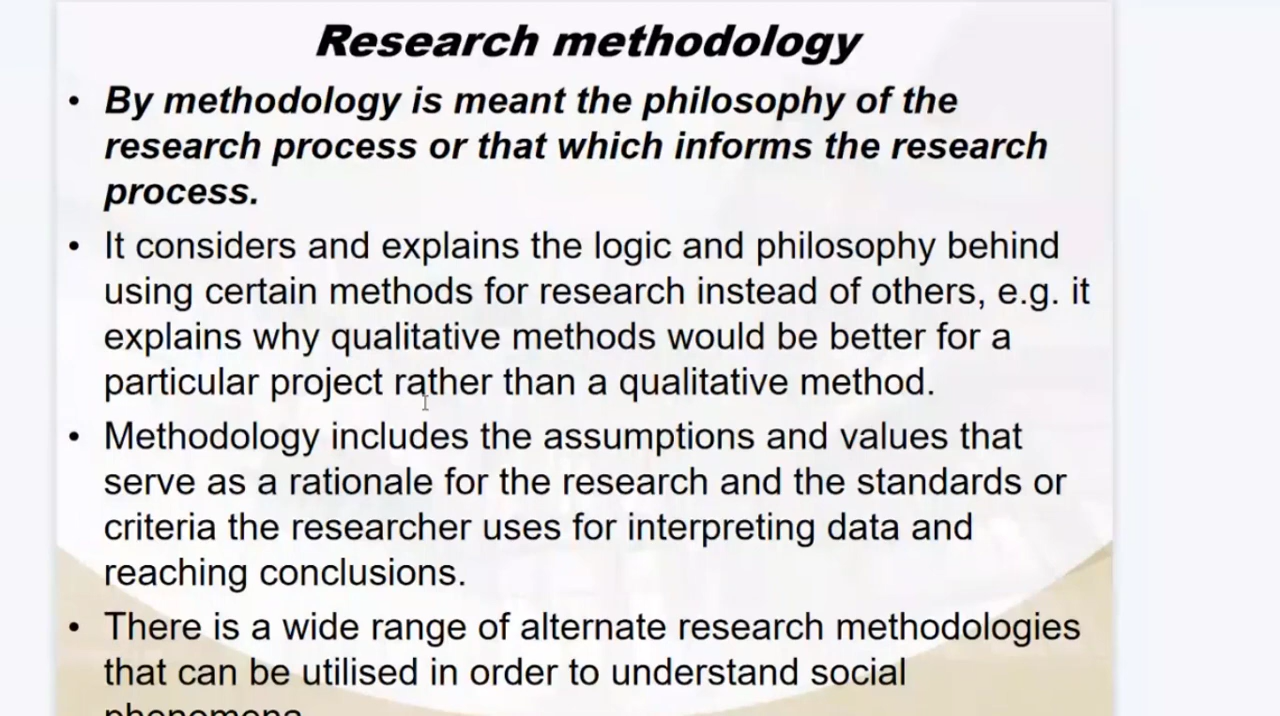 Research methodology
• By methodology is meant the philosophy of the
research process or that which informs the research
process.
• It considers and explains the logic and philosophy behind
using certain methods for research instead of others, e.g. it
explains why qualitative methods would be better for a
particular project rather than a qualitative method.
• Methodology includes the assumptions and values that
serve as a rationale for the research and the standards or
criteria the researcher uses for interpreting data and
reaching conclusions.
• There is a wide range of alternate research methodologies
that can be utilised in order to understand social
phenomena